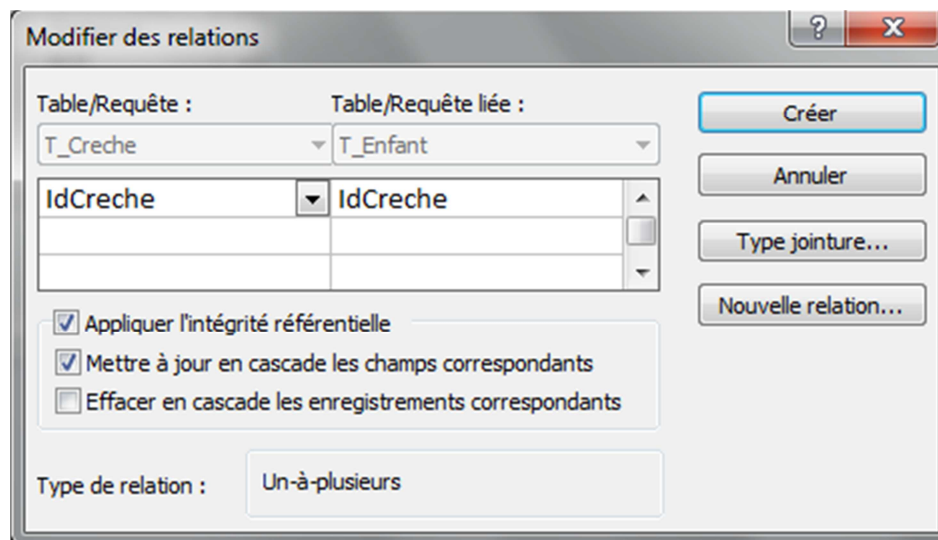 Modifier des relations
?
Table/Requête : Table/Requête liée :
Créer
T_Creche T_Enfant
Annuler
IdCreche IdCreche
Type jointure...
Nouvelle relation...
Appliquer l'intégrité référentielle
Mettre à jour en cascade les champs correspondants
Effacer en cascade les enregistrements correspondants
Type de relation : Un-à-plusieurs